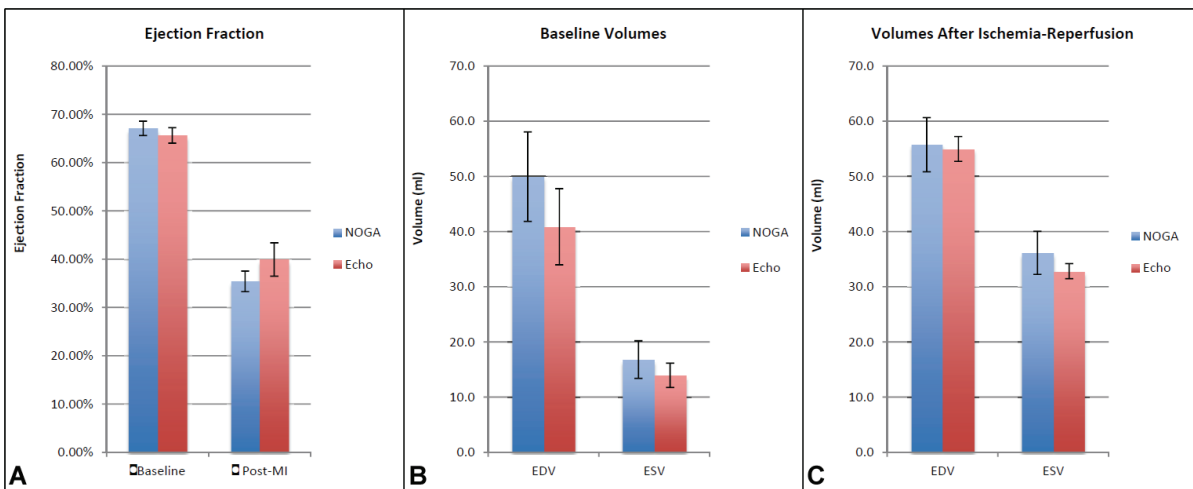 Ejection Fraction
80.00%
70.00%
60.00%
50.00%
40.00%
30.00%
20.00%
10.00%
0.00%
Ejection Fraction
Baseline
Post-MI
NOGA
Echo
A
Baseline Volumes
70.0
60.0
50.0
40.0
30.0
20.0
10.0
0.0
Volume (ml)
EDV
ESV
NOGA
Echo
B
Volumes After Ischemia-Reperfusion
70.0
60.0
50.0
40.0
30.0
20.0
10.0
0.0
Volume (ml)
EDV
ESV
NOGA
Echo
C